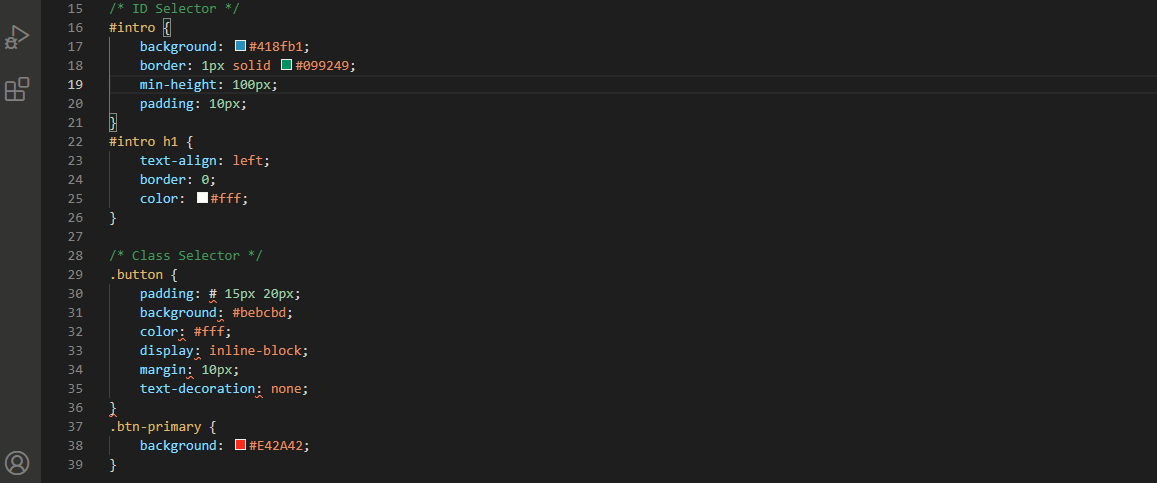 15 /* ID Selector */
16 #intro {
17 background: #418fb1;
18 border: 1px solid #099249;
19 min-height: 100px;
20 padding: 10px;
21 }
22 #intro h1 {
23 text-align: left;
24 border: 0;
25 color: #fff;
26 }
27
28 /* Class Selector */
29 .button {
30 padding: # 15px 20px;
31 background: #bebcbd;
32 color: #fff;
33 display: inline-block;
34 margin: 10px;
35 text-decoration: none;
36 }
37 .btn-primary {
38 background: #E42A42;
39 }